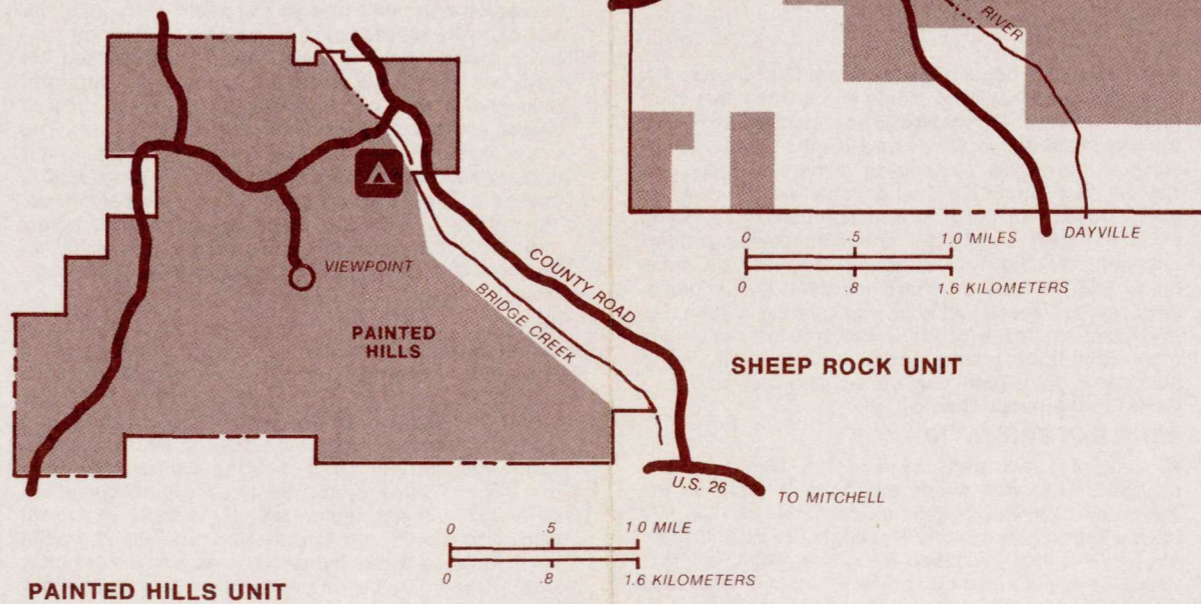 RIVER
DAYVILLE
0 .5 1.0 MILES
0 .8 1.6 KILOMETERS
SHEEP ROCK UNIT
VIEWPOINT
PAINTED
HILLS
COUNTY ROAD
BRIDGE CREEK
U.S. 26
TO MITCHELL
0 .5 1 0 MILE
0 .8 1.6 KILOMETERS
PAINTED HILLS UNIT